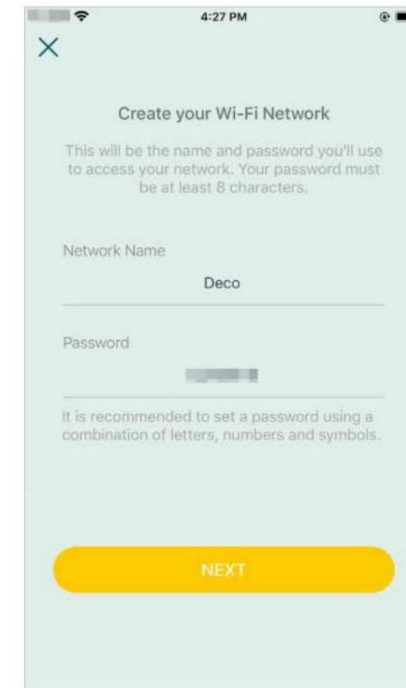 4:27 PM
Create your Wi-Fi Network
This will be the name and password you'll use
to access your network. Your password must
be at least 8 characters.
Network Name
Deco
Password
It is recommended to set a password using a
combination of letters, numbers and symbols.
NEXT